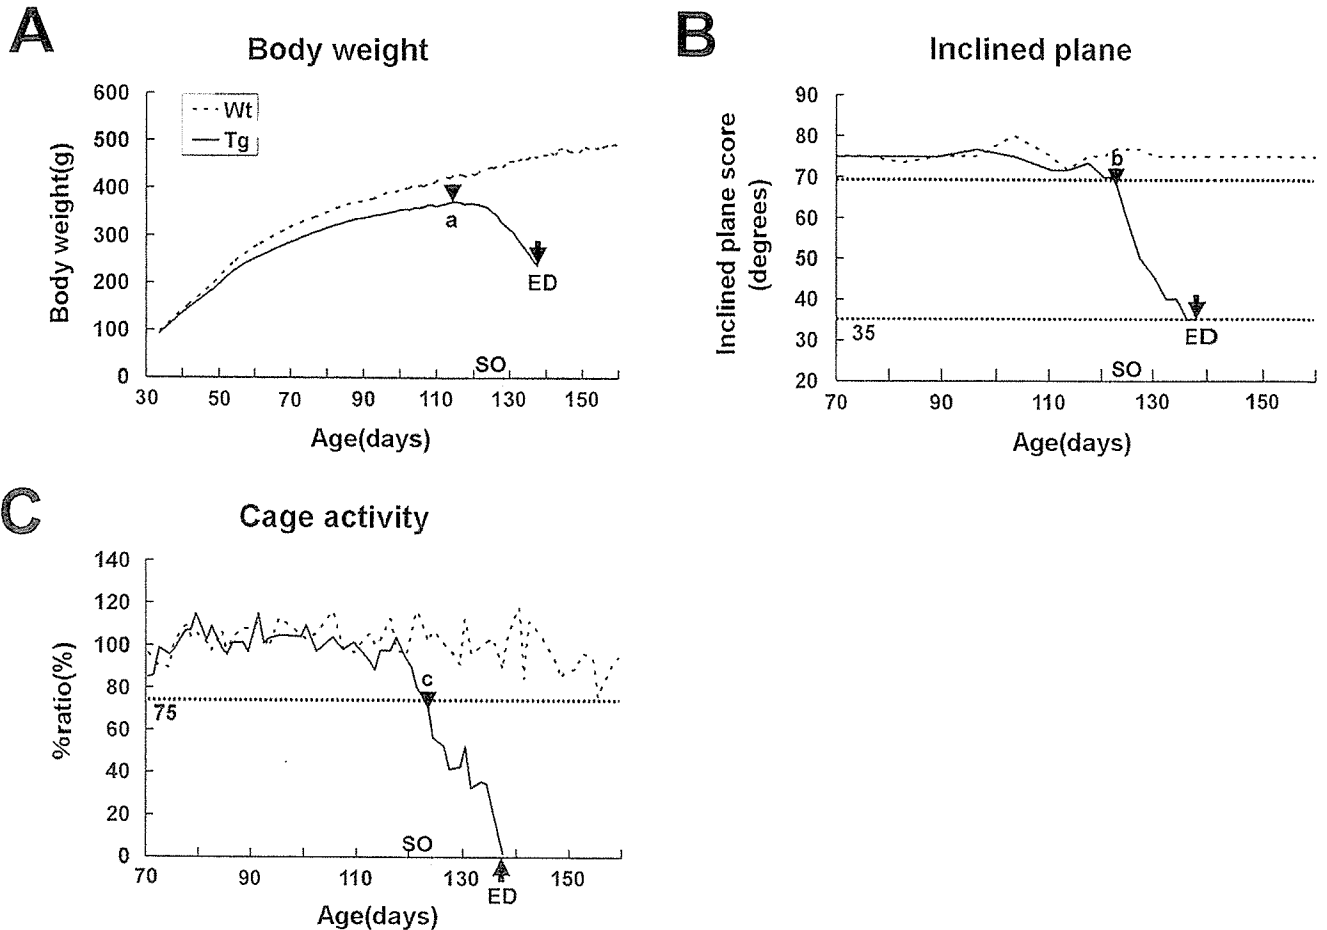 A
Body weight
Body weight(g)
600
500
400
300
200
100
0
Wt
Tg
a
ED
SO
30 50 70 90 110 130 150
Age(days)
B
Inclined plane
Inclined plane score
(degrees)
90
80
70
60
50
40
30
20
b
35
ED
SO
70 90 110 130 150
Age(days)
C
Cage activity
%ratio(%)
140
120
100
80
60
40
20
0
c
75
SO
70 90 110 130 150
ED
Age(days)